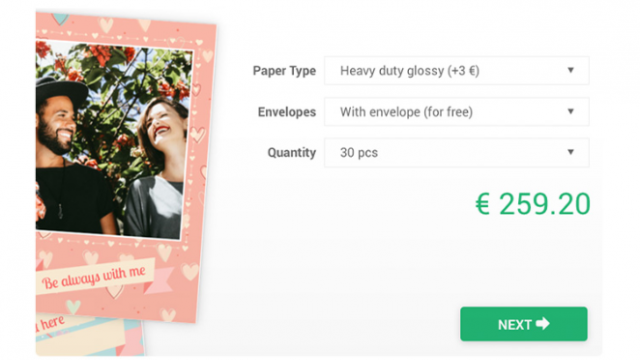 Paper Type
Heavy duty glossy (+3 €)
Envelopes
With envelope (for free)
Quantity
30 pcs
€ 259.20
NEXT
Be always with me
here